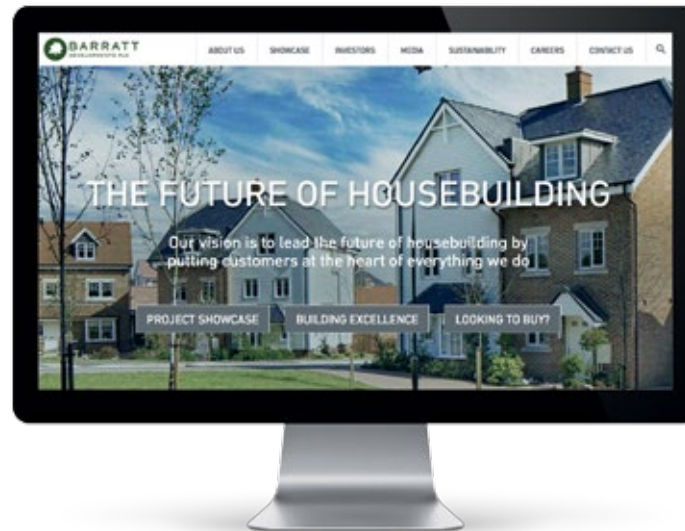 BARRATT
DEVELOPMENTS PLC
ABOUT US SHOWCASE INVESTORS MEDIA SUSTAINABILITY CAREERS CONTACT US
THE FUTURE OF HOUSEBUILDING
Our vision is to lead the future of housebuilding by
putting customers at the heart of everything we do
PROJECT SHOWCASE BUILDING EXCELLENCE LOOKING TO BUY?